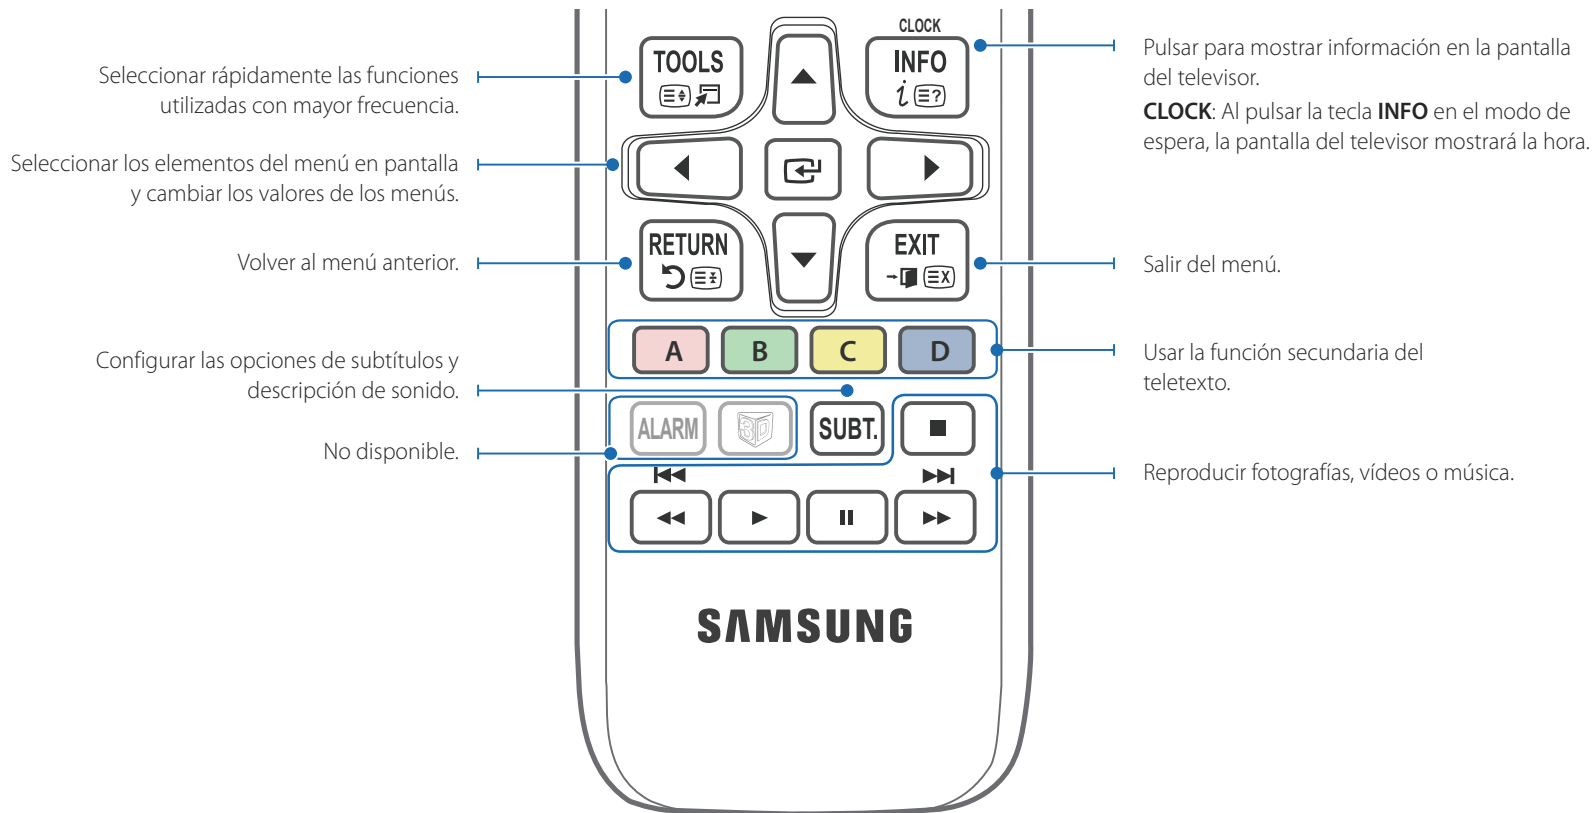 CLOCK
TOOLS
INFO
Seleccionar rápidamente las funciones
utilizadas con mayor frecuencia.
Pulsar para mostrar información en la pantalla
del televisor.
CLOCK: Al pulsar la tecla INFO en el modo de
espera, la pantalla del televisor mostrará la hora.
Seleccionar los elementos del menú en pantalla
y cambiar los valores de los menús.
RETURN
EXIT
Volver al menú anterior.
Salir del menú.
A B C D
Configurar las opciones de subtítulos y
descripción de sonido.
Usar la función secundaria del
teletexto.
ALARM 3D SUBT.
No disponible.
Reproducir fotografías, vídeos o música.
SAMSUNG